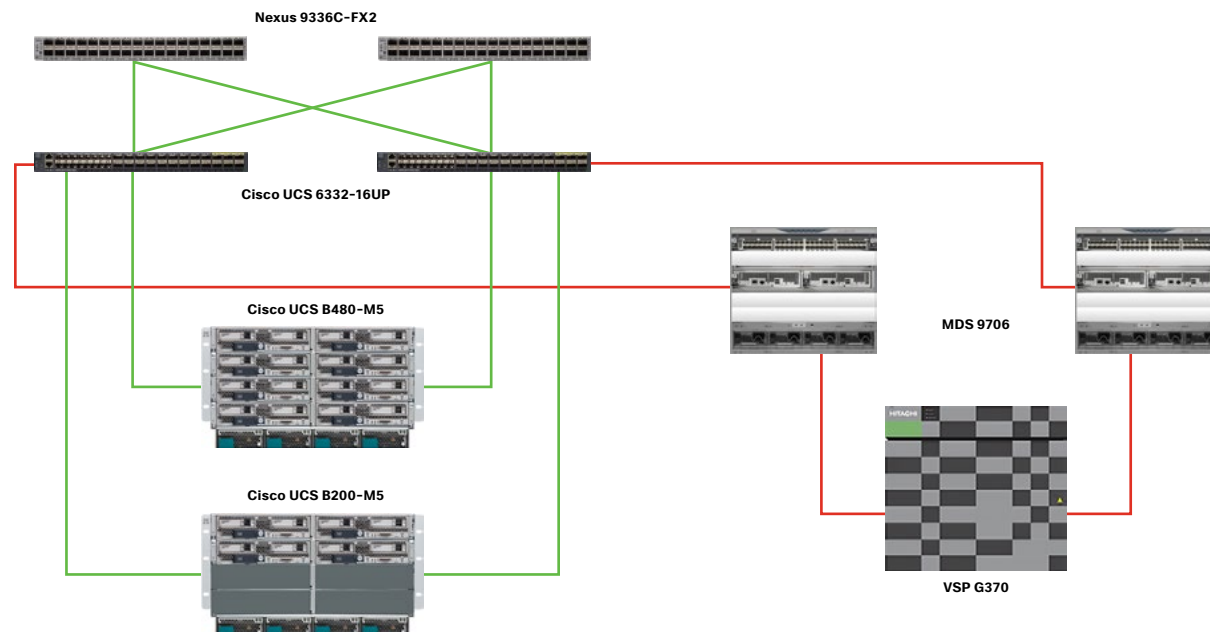 Nexus 9336C-FX2
Cisco UCS 6332-16UP
Cisco UCS B480-M5
MDS 9706
HITACHI
Cisco UCS B200-M5
VSP G370